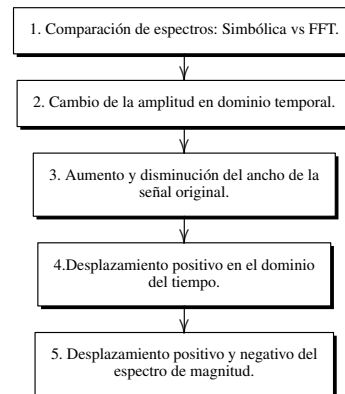 1. Comparación de espectros: Simbólica vs FFT.
2. Cambio de la amplitud en dominio temporal.
3. Aumento y disminución del ancho de la
señal original.
4.Desplazamiento positivo en el dominio
del tiempo.
5. Desplazamiento positivo y negativo del
espectro de magnitud.